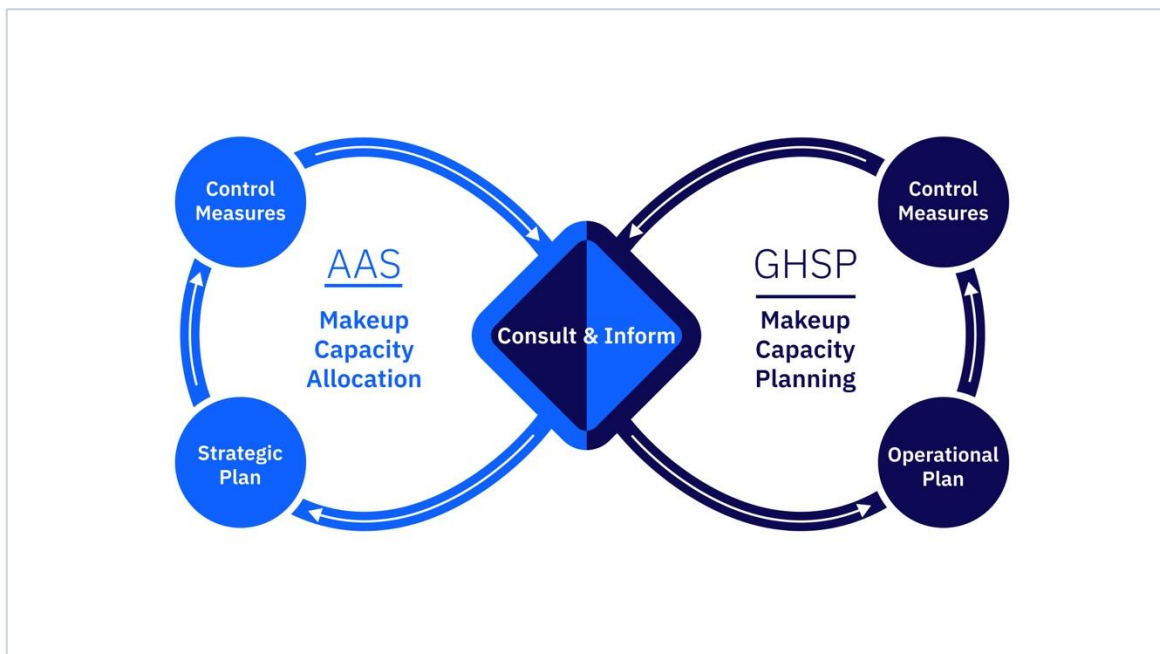 Control
Measures
AAS
Makeup
Capacity
Allocation
Strategic
Plan
Consult & Inform
GHSP
Makeup
Capacity
Planning
Control
Measures
Operational
Plan